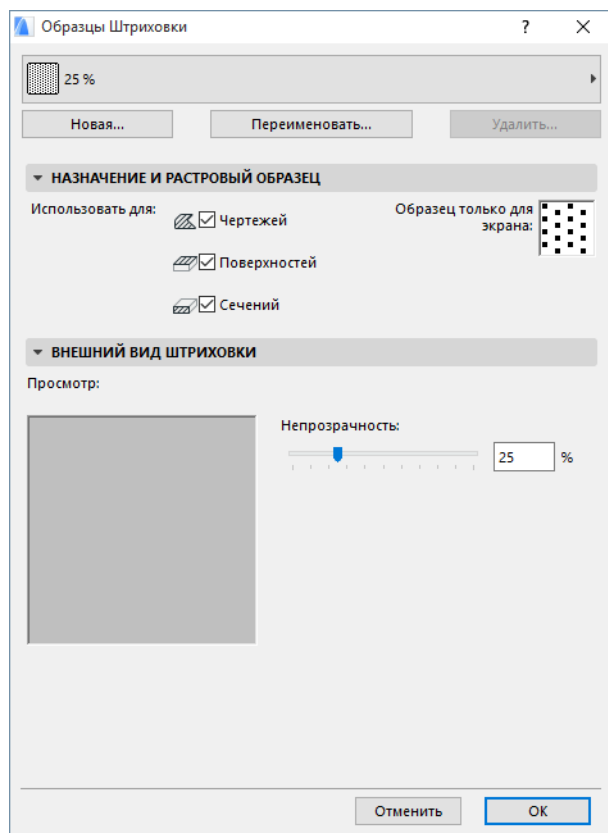 Образцы Штриховки
?
25 %
Новая...
Переименовать...
Удалить...
НАЗНАЧЕНИЕ И РАСТРОВЫЙ ОБРАЗЕЦ
Использовать для:
Чертежей
Поверхностей
Сечений
Образец только для
экрана:
ВНЕШНИЙ ВИД ШТРИХОВКИ
Просмотр:
Непрозрачность:
25 %
Отменить
ОК